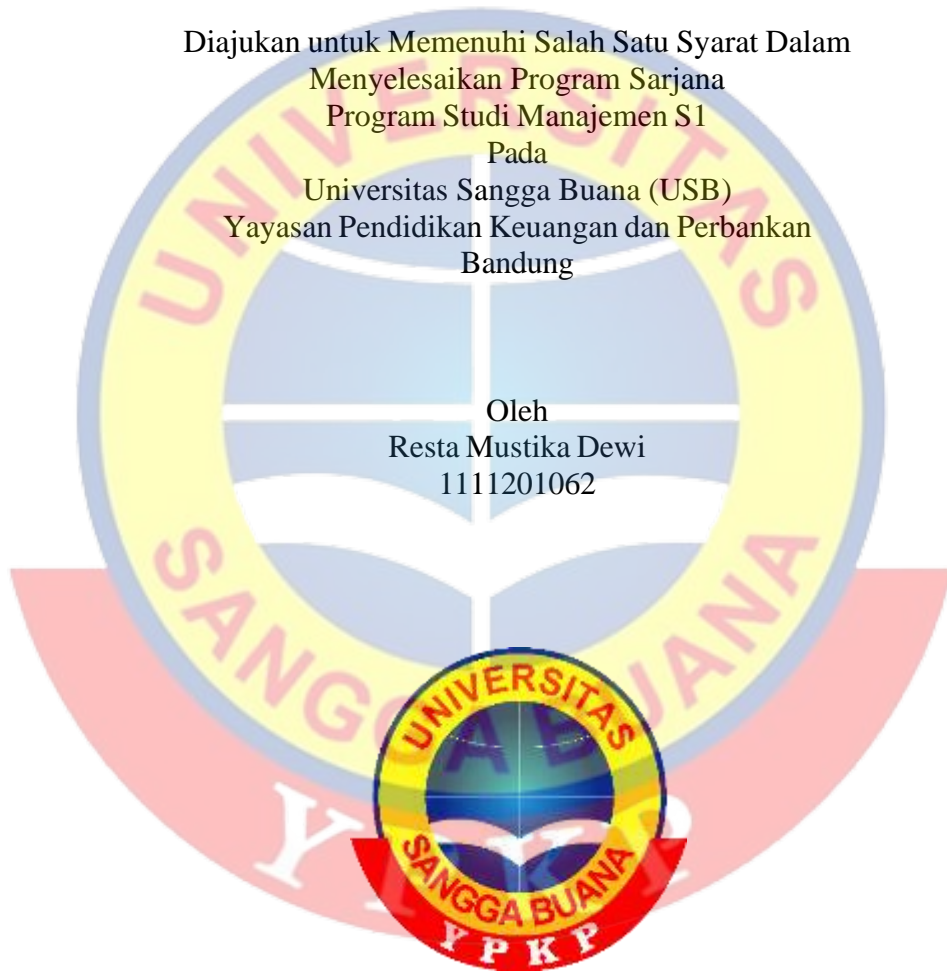 Diajukan untuk Memenuhi Salah Satu Syarat Dalam
Menyelesaikan Program Sarjana
Program Studi Manajemen S1
Pada
Universitas Sangga Buana (USB)
Yayasan Pendidikan Keuangan dan Perbankan
Bandung
Oleh
Resta Mustika Dewi
1111201062
UNIVERSITAS
SANGGA BUANA
YPKP
UNIVERSITAS
SANGGA BUANA
YPKP